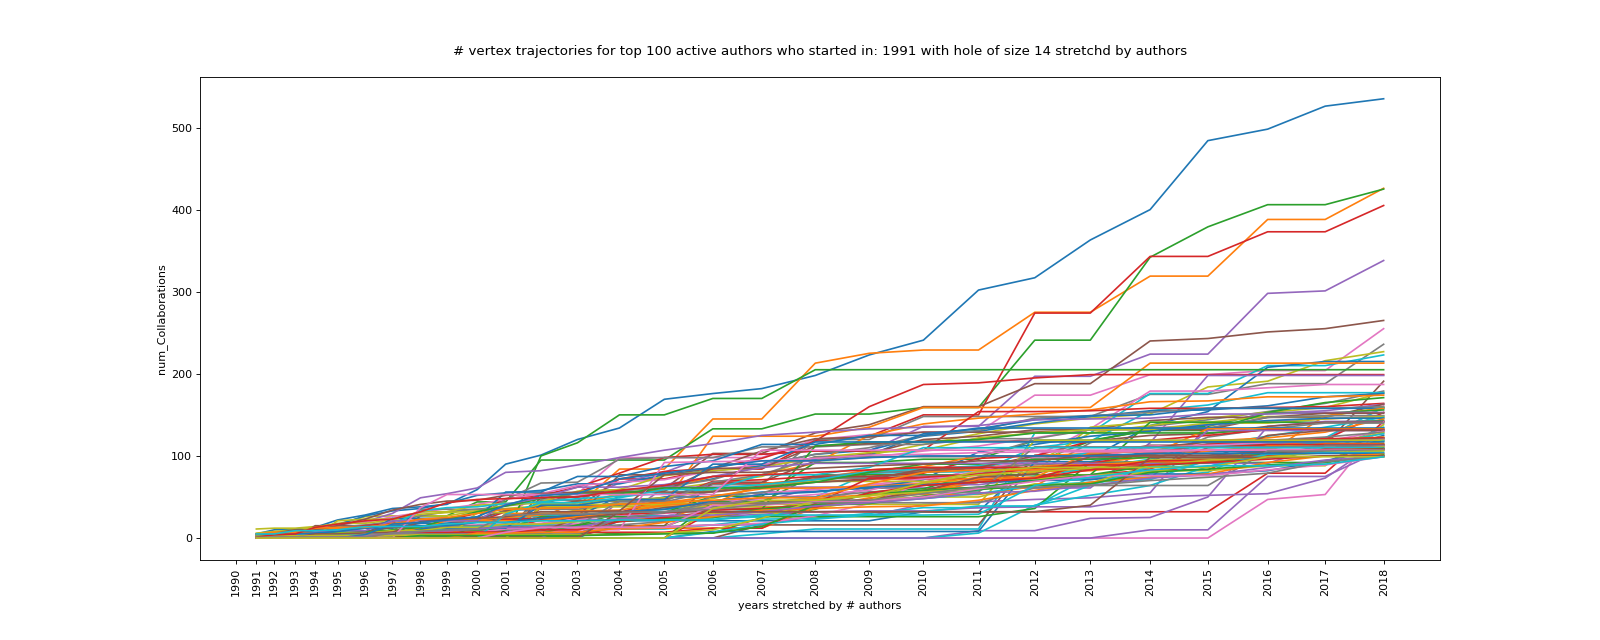 # vertex trajectories for top 100 active authors who started in: 1991 with hole of size 14 stretchd by authors
500
400
300
200
100
0
num_Collaborations
1990 1991 1992 1993 1994 1995 1996 1997 1998 1999 2000 2001 2002 2003 2004 2005 2006 2007 2008 2009 2010 2011 2012 2013 2014 2015 2016 2017 2018
years stretched by # authors